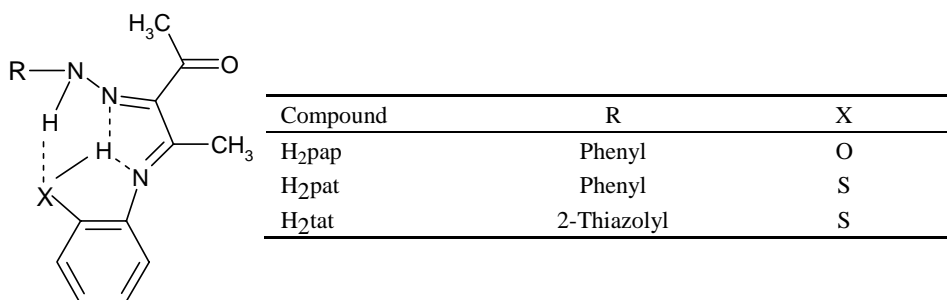 H3C
R N O
N
H
H CH3
X N
Compound R X
H2pap Phenyl O
H2pat Phenyl S
H2tat 2-Thiazolyl S